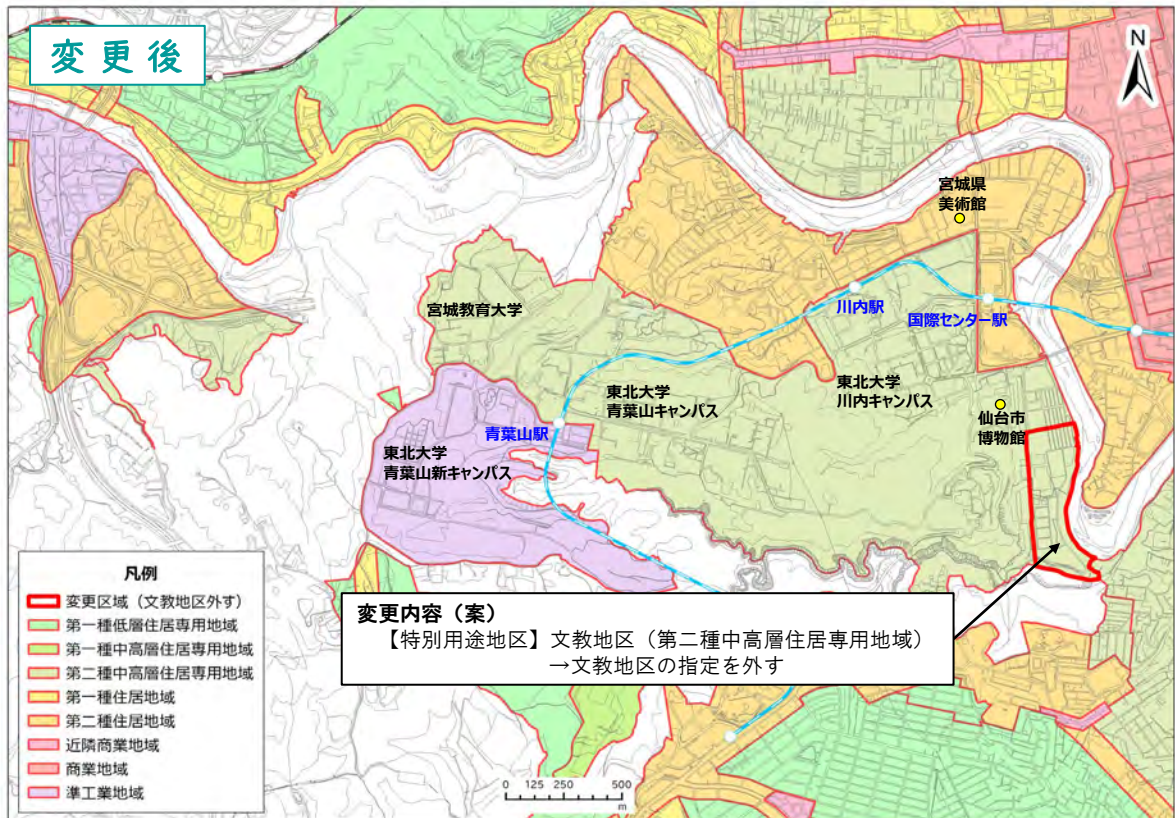 変更後
N
宮城県
美術館
川内駅
国際センター駅
宮城教育大学
東北大学
青葉山キャンパス
東北大学
川内キャンパス
仙台市
博物館
青葉山駅
東北大学
青葉山新キャンパス
変更内容（案）
【特別用途地区】文教地区（第二種中高層住居専用地域）
→文教地区の指定を外す
凡例
変更区域（文教地区外す）
第一種低層住居専用地域
第一種中高層住居専用地域
第二種中高層住居専用地域
第一種住居地域
第二種住居地域
近隣商業地域
商業地域
準工業地域
0 125 250 500
m